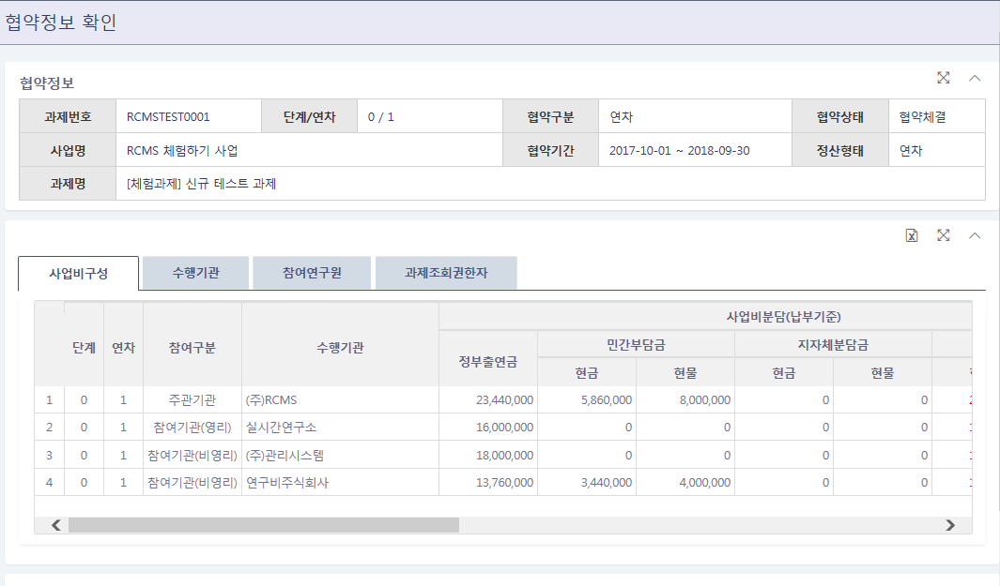 협약정보 확인
협약정보
과제번호 RCMSTEST0001 단계/연차 0 / 1 협약구분 연차 협약상태 협약체결
사업명 RCMS 체험하기 사업 협약기간 2017-10-01 ~ 2018-09-30 정산형태 연차
과제명 [체험과제] 신규 테스트 과제
사업비구성 수행기관 참여연구원 과제조회권한자
사업비분담(납부기준)
단계 연차 참여구분 수행기관 정부출연금 민간부담금 지자체분담금
현금 현물 현금 현물
1 0 1 주관기관 (주)RCMS 23,440,000 5,860,000 8,000,000 0 0
2 0 1 참여기관(영리) 실시간연구소 16,000,000 0 0 0 0
3 0 1 참여기관(비영리) (주)관리시스템 18,000,000 0 0 0 0
4 0 1 참여기관(비영리) 연구비주식회사 13,760,000 3,440,000 4,000,000 0 0